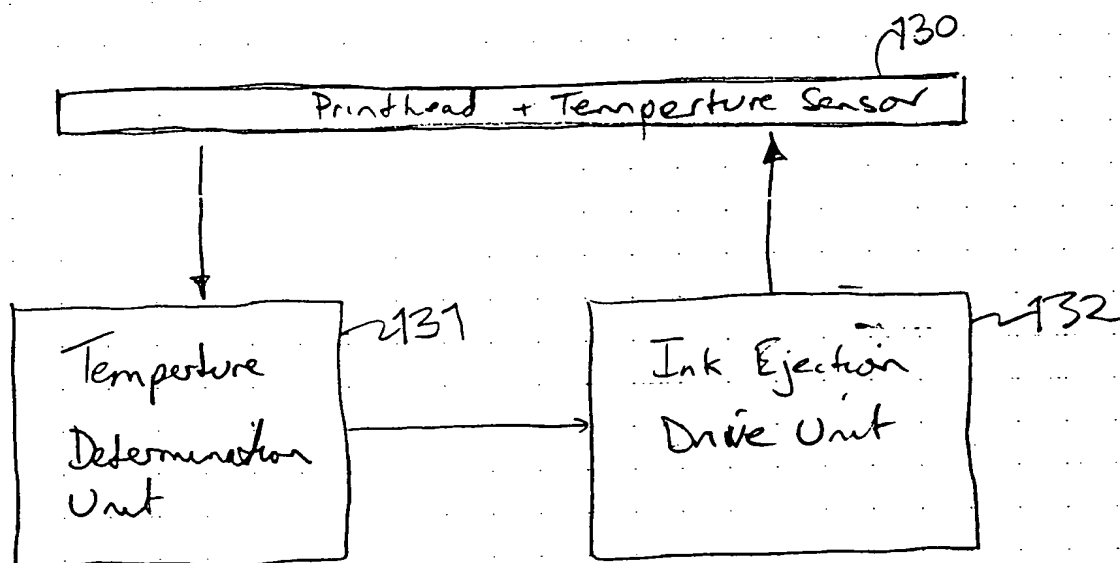 130
Printhead + Temperture Sensor
131
Temperture
Determination
Unit
132
Ink Ejection
Drive Unit